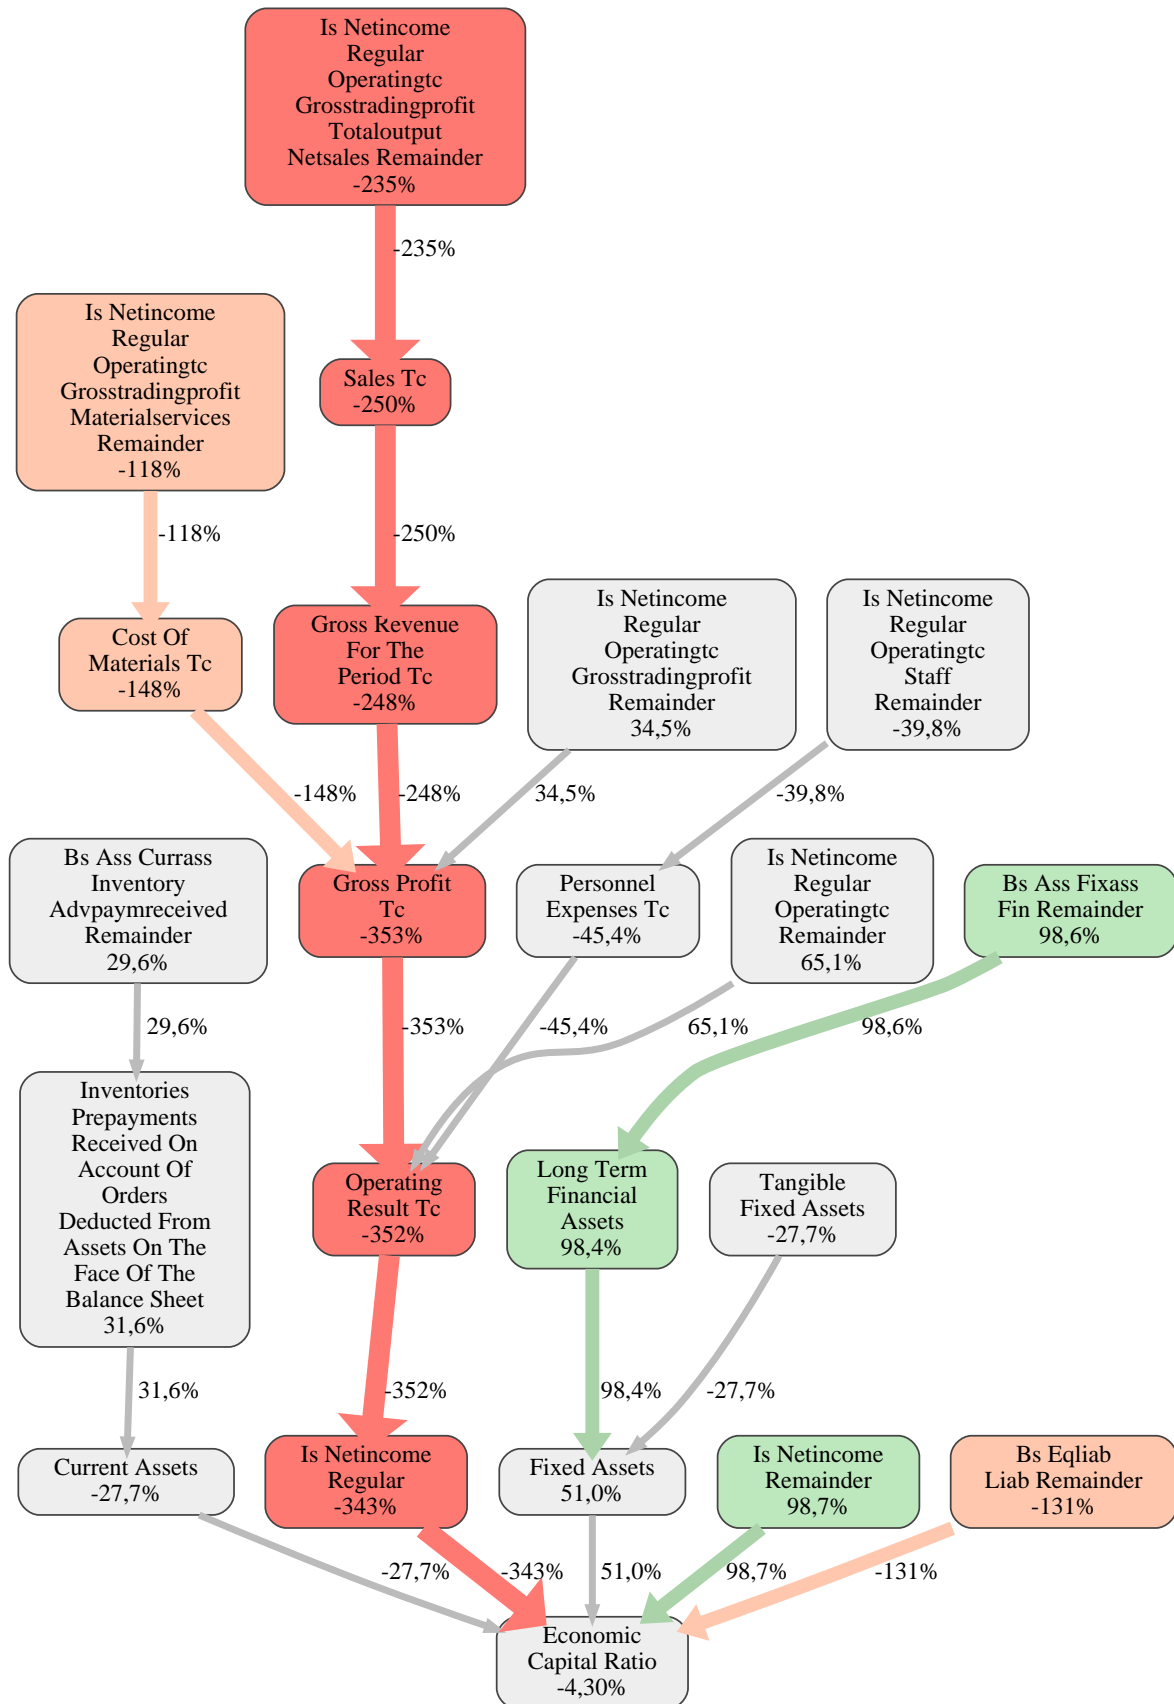 Is Netincome
Regular
Operatingtc
Grosstradingprofit
Totaloutput
Netsales Remainder
-235%
-235%
Is Netincome
Regular
Operatingtc
Grosstradingprofit
Materialservices
Remainder
-118%
Sales Tc
-250%
-118%
-250%
Cost Of
Materials Tc
-148%
Gross Revenue
For The
Period Tc
-248%
Is Netincome
Regular
Operatingtc
Grosstradingprofit
Remainder
34,5%
Is Netincome
Regular
Operatingtc
Staff
Remainder
-39,8%
-148%
-248%
34,5%
-39,8%
Bs Ass Currass
Inventory
Advpaymreceived
Remainder
29,6%
Gross Profit
Tc
-353%
Personnel
Expenses Tc
-45,4%
Is Netincome
Regular
Operatingtc
Remainder
65,1%
Bs Ass Fixass
Fin Remainder
98,6%
29,6%
-353%
-45,4%
65,1%
98,6%
Inventories
Prepayments
Received On
Account Of
Orders
Deducted From
Assets On The
Face Of The
Balance Sheet
31,6%
Operating
Result Tc
-352%
Long Term
Financial
Assets
98,4%
Tangible
Fixed Assets
-27,7%
31,6%
-352%
98,4%
-27,7%
Current Assets
-27,7%
Is Netincome
Regular
-343%
Fixed Assets
51,0%
Is Netincome
Remainder
98,7%
Bs Eqliab
Liab Remainder
-131%
-27,7%
-343%
51,0%
98,7%
-131%
Economic
Capital Ratio
-4,30%